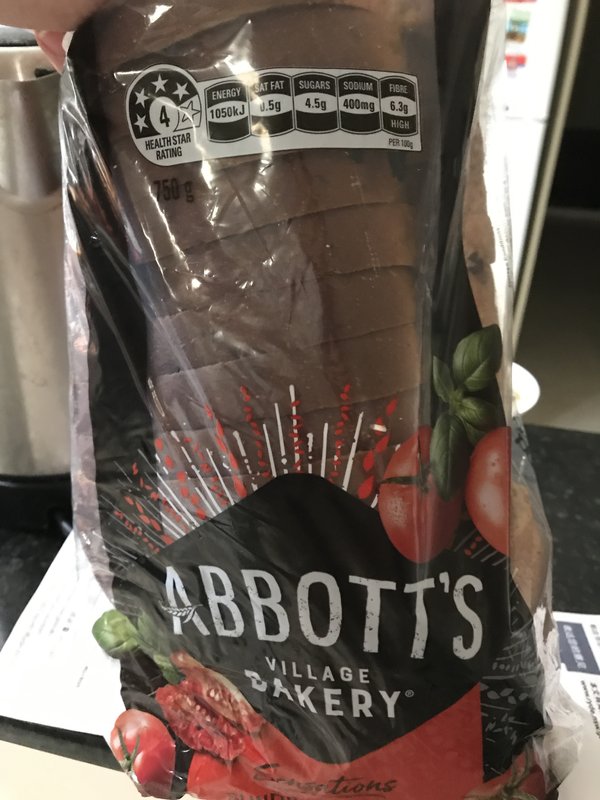 ENERGY SAT FAT SUGARS SODIUM FIBRE
4 1050kJ 0.5g 4.5g 400mg 6.3g
HIGH
HEALTH STAR
RATING
PER 100g
750 g
ABBOTT'S
VILLAGE
BAKERY®
Sensations